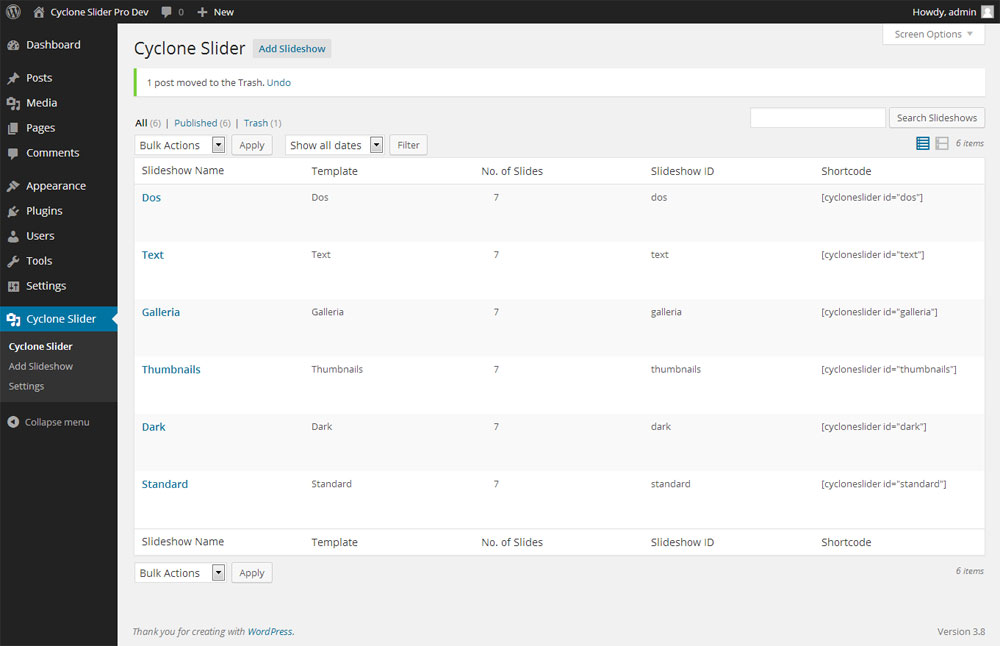 Cyclone Slider Pro Dev 0 New Howdy, admin
Screen Options
Dashboard
Posts
Media
Pages
Comments
Appearance
Plugins
Users
Tools
Settings
Cyclone Slider
Cyclone Slider
Add Slideshow
Settings
Collapse menu
Cyclone Slider Add Slideshow
1 post moved to the Trash. Undo
All (6) | Published (6) | Trash (1)
Search Slideshows
Bulk Actions Apply Show all dates Filter 6 items
Slideshow Name Template No. of Slides Slideshow ID Shortcode
Dos Dos 7 dos [cycloneslider id="dos"]
Text Text 7 text [cycloneslider id="text"]
Galleria Galleria 7 galleria [cycloneslider id="galleria"]
Thumbnails Thumbnails 7 thumbnails [cycloneslider id="thumbnails"]
Dark Dark 7 dark [cycloneslider id="dark"]
Standard Standard 7 standard [cycloneslider id="standard"]
Slideshow Name Template No. of Slides Slideshow ID Shortcode
Bulk Actions Apply 6 items
Thank you for creating with WordPress. Version 3.8